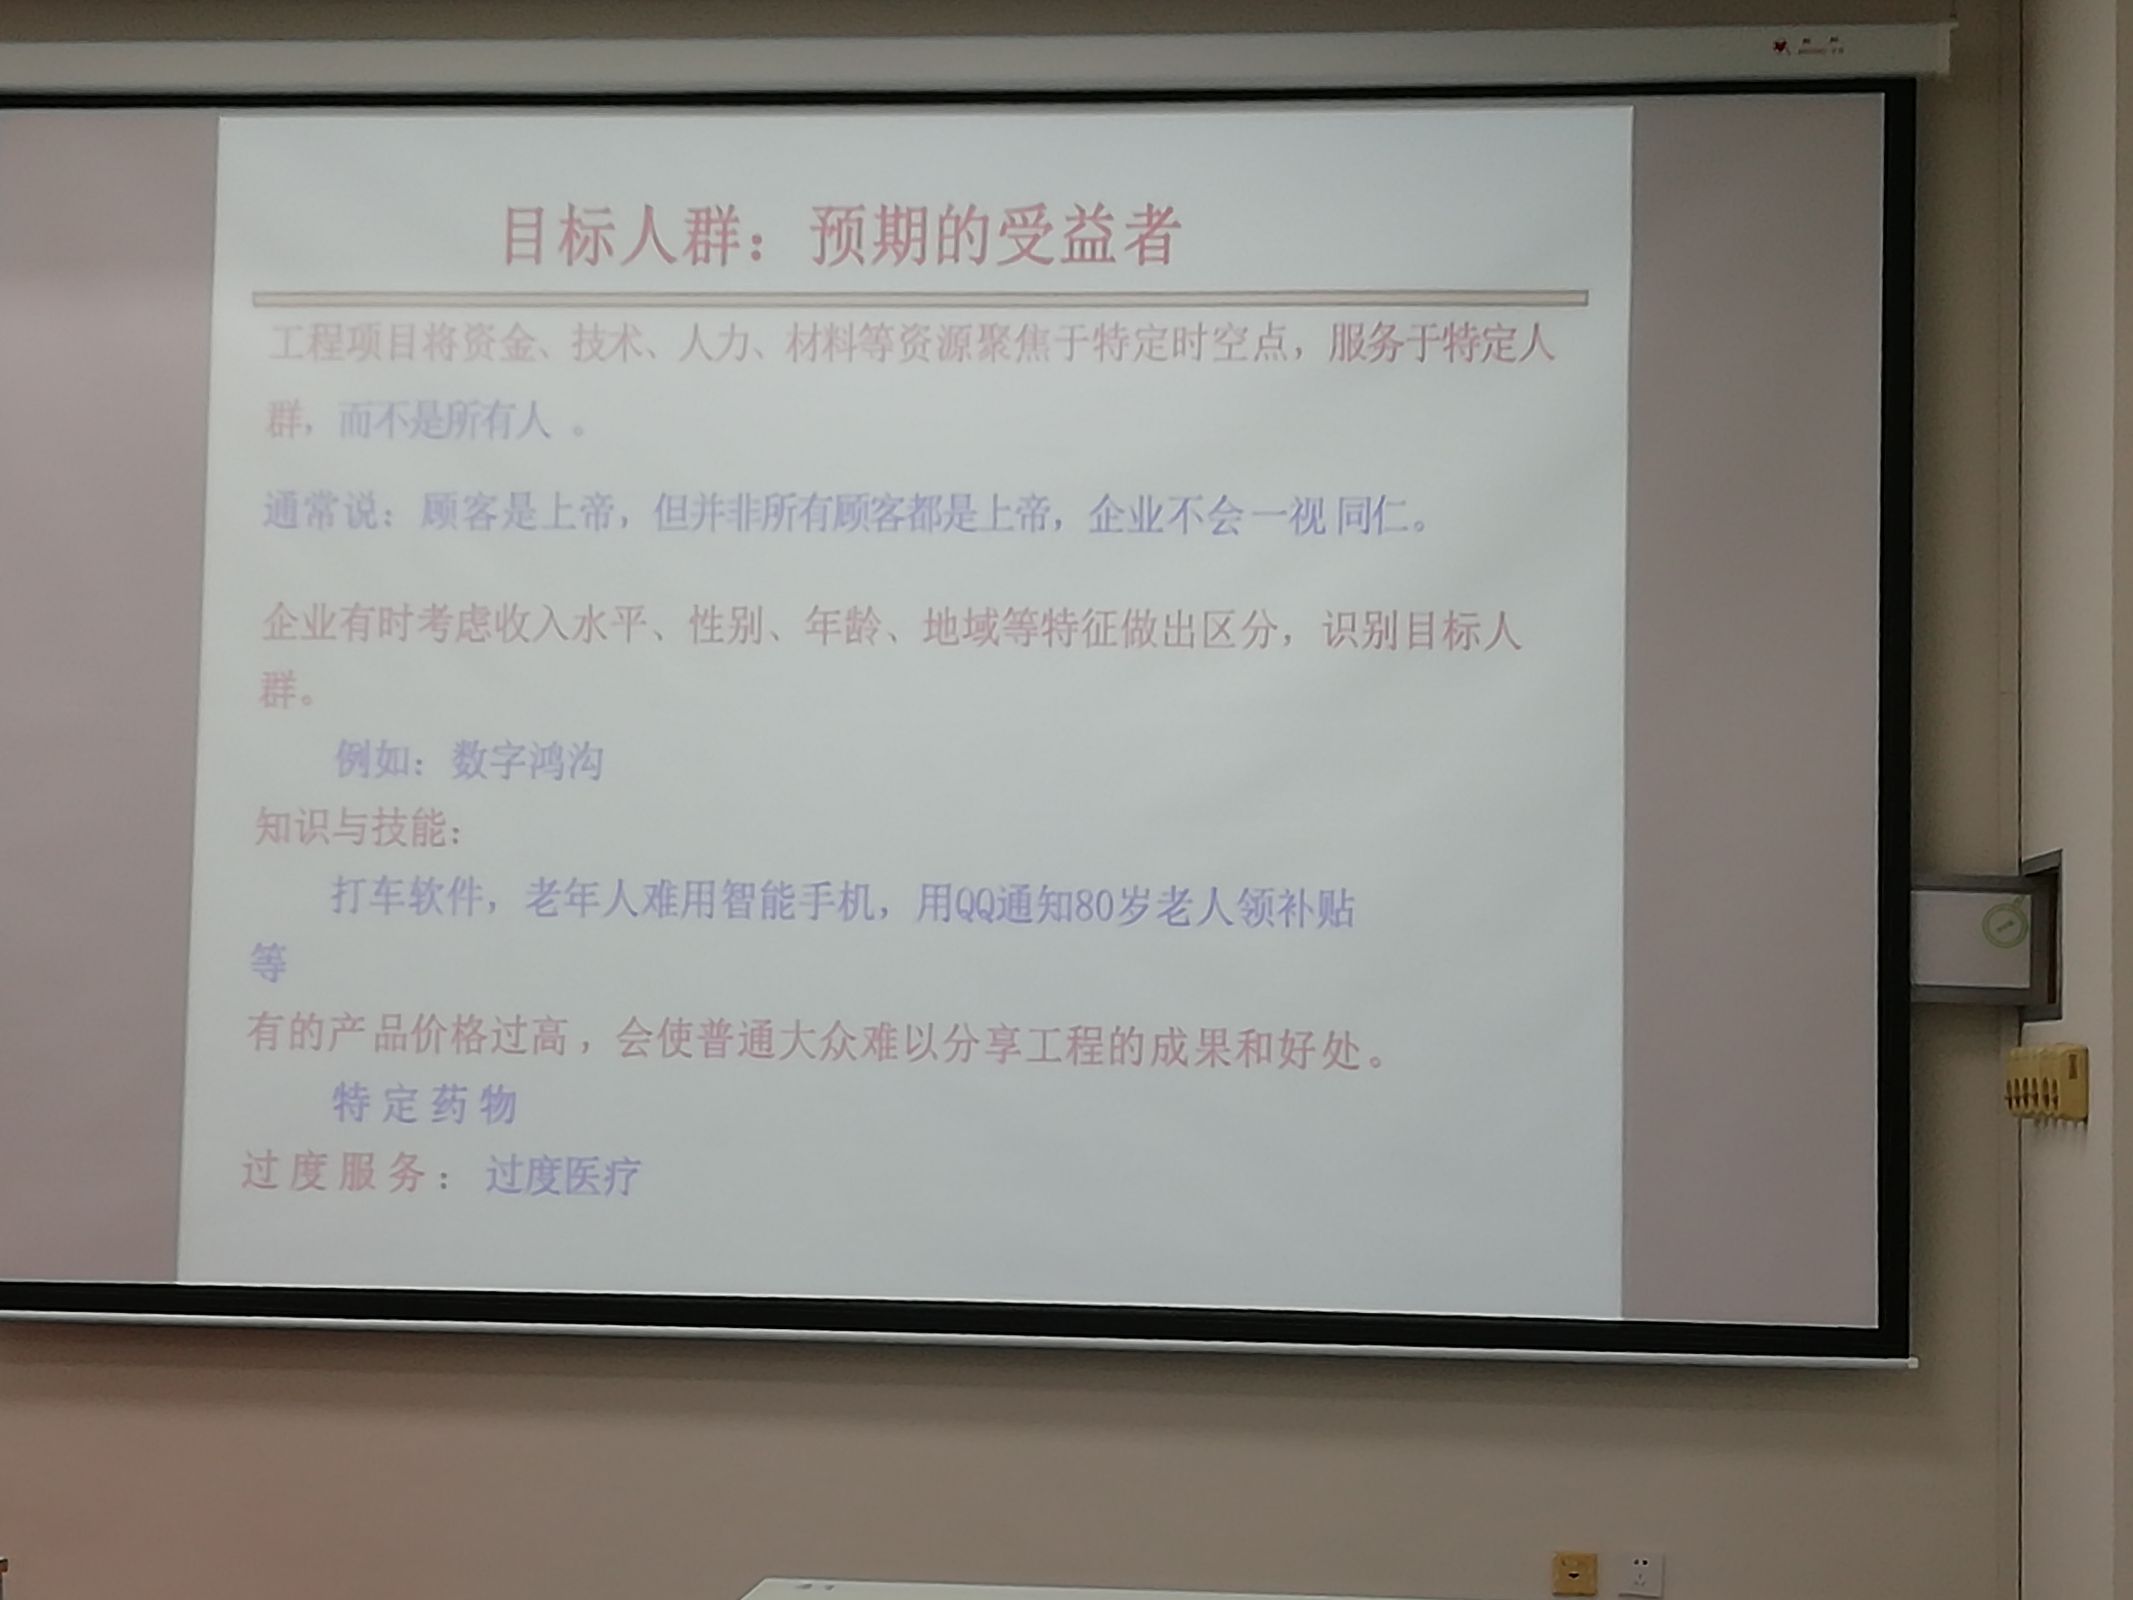 目标人群：预期的受益者
工程项目将资金、技术、人力、材料等资源聚焦于特定时空点，服务于特定人
群，而不是所有人 。
通常说：顾客是上帝，但并非所有顾客都是上帝，企业不会一视同仁。
企业有时考虑收入水平、性别、年龄、地域等特征做出区分，识别目标人
群。
例如：数字鸿沟
知识与技能：
打车软件，老年人难用智能手机，用QQ通知80岁老人领补贴
等
有的产品价格过高，会使普通大众难以分享工程的成果和好处。
特定药物
过度服务： 过度医疗